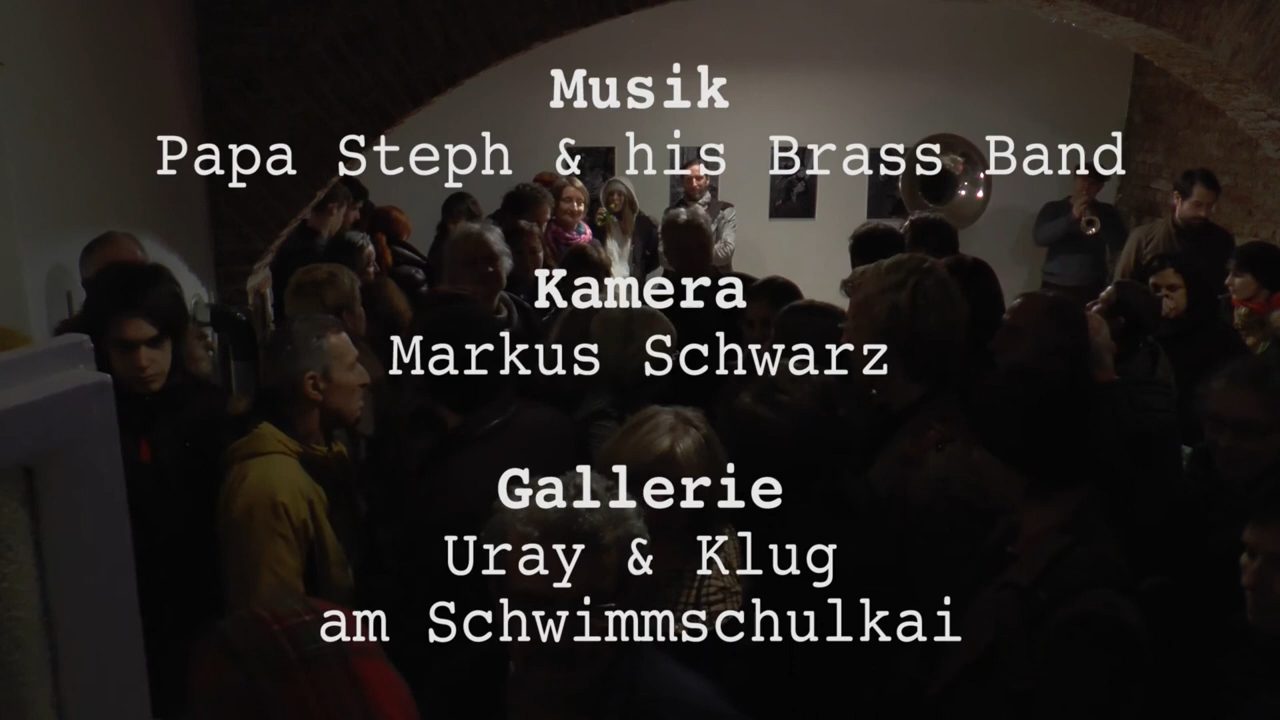 Musik
Papa Steph & his Brass Band
Kamera
Markus Schwarz
Gallerie
Uray & Klug
am Schwimmschulkai